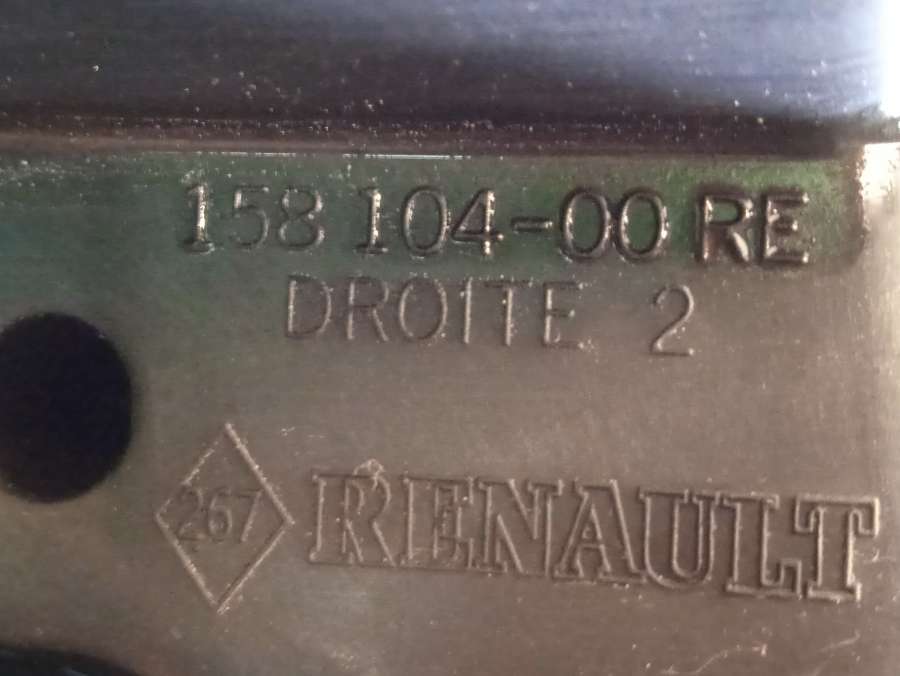 158 104-00 RE
DROITE 2
267 RENAULT